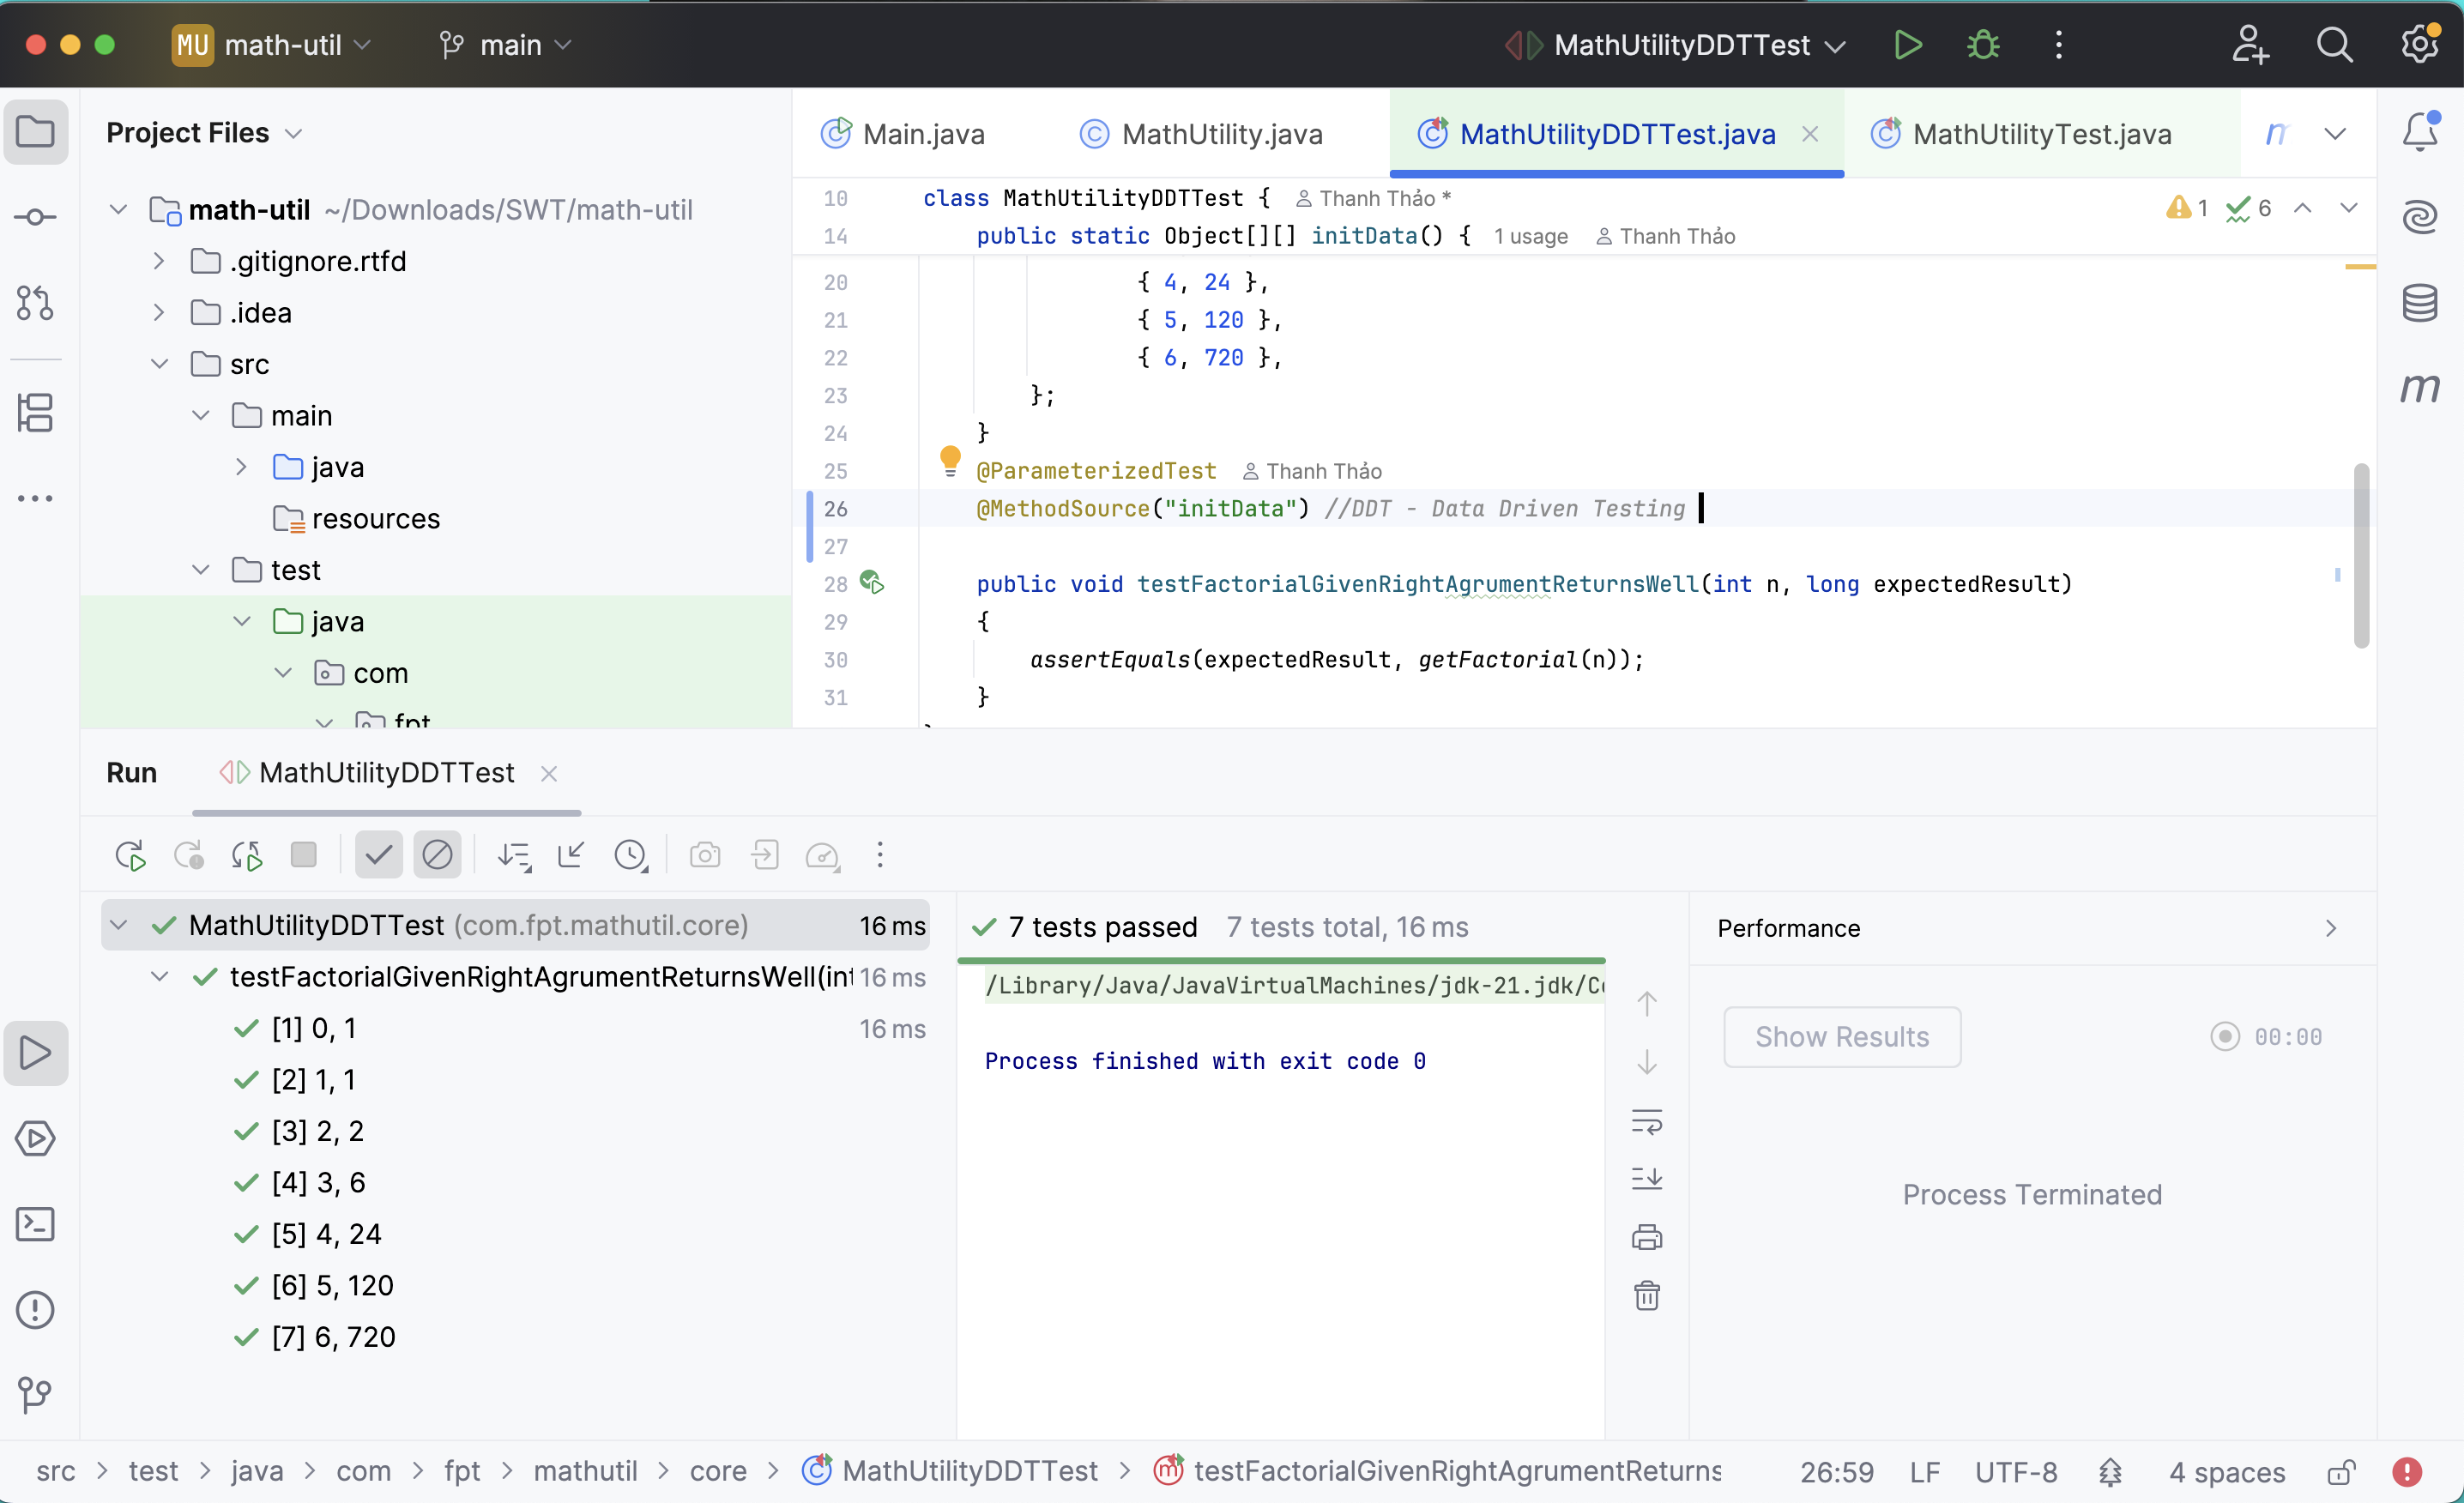 MU math-util main MathUtilityDDTTest
Project Files
math-util ~/Downloads/SWT/math-util
.gitignore.rtfd
.idea
src
main
java
resources
test
java
com
fpt
Main.java MathUtility.java MathUtilityDDTTest.java MathUtilityTest.java m
10 class MathUtilityDDTTest { Thanh Thảo *
14 public static Object[][] initData() { 1 usage Thanh Thảo
1 6
20 { 4, 24 },
21 { 5, 120 },
22 { 6, 720 },
23 };
24 }
25 @ParameterizedTest Thanh Thảo
26 @MethodSource("initData") //DDT - Data Driven Testing
27
28 public void testFactorialGivenRightAgrumentReturnsWell(int n, long expectedResult)
29 {
30 assertEquals(expectedResult, getFactorial(n));
31 }
m
Run MathUtilityDDTTest
MathUtilityDDTTest (com.fpt.mathutil.core) 16 ms
testFactorialGivenRightAgrumentReturnsWell(int 16 ms
[1] 0, 1 16 ms
[2] 1, 1
[3] 2, 2
[4] 3, 6
[5] 4, 24
[6] 5, 120
[7] 6, 720
7 tests passed 7 tests total, 16 ms
/Library/Java/JavaVirtualMachines/jdk-21.jdk/Co
Process finished with exit code 0
Performance
Show Results 00:00
Process Terminated
src > test > java > com > fpt > mathutil > core > MathUtilityDDTTest > testFactorialGivenRightAgrumentReturns 26:59 LF UTF-8 4 spaces